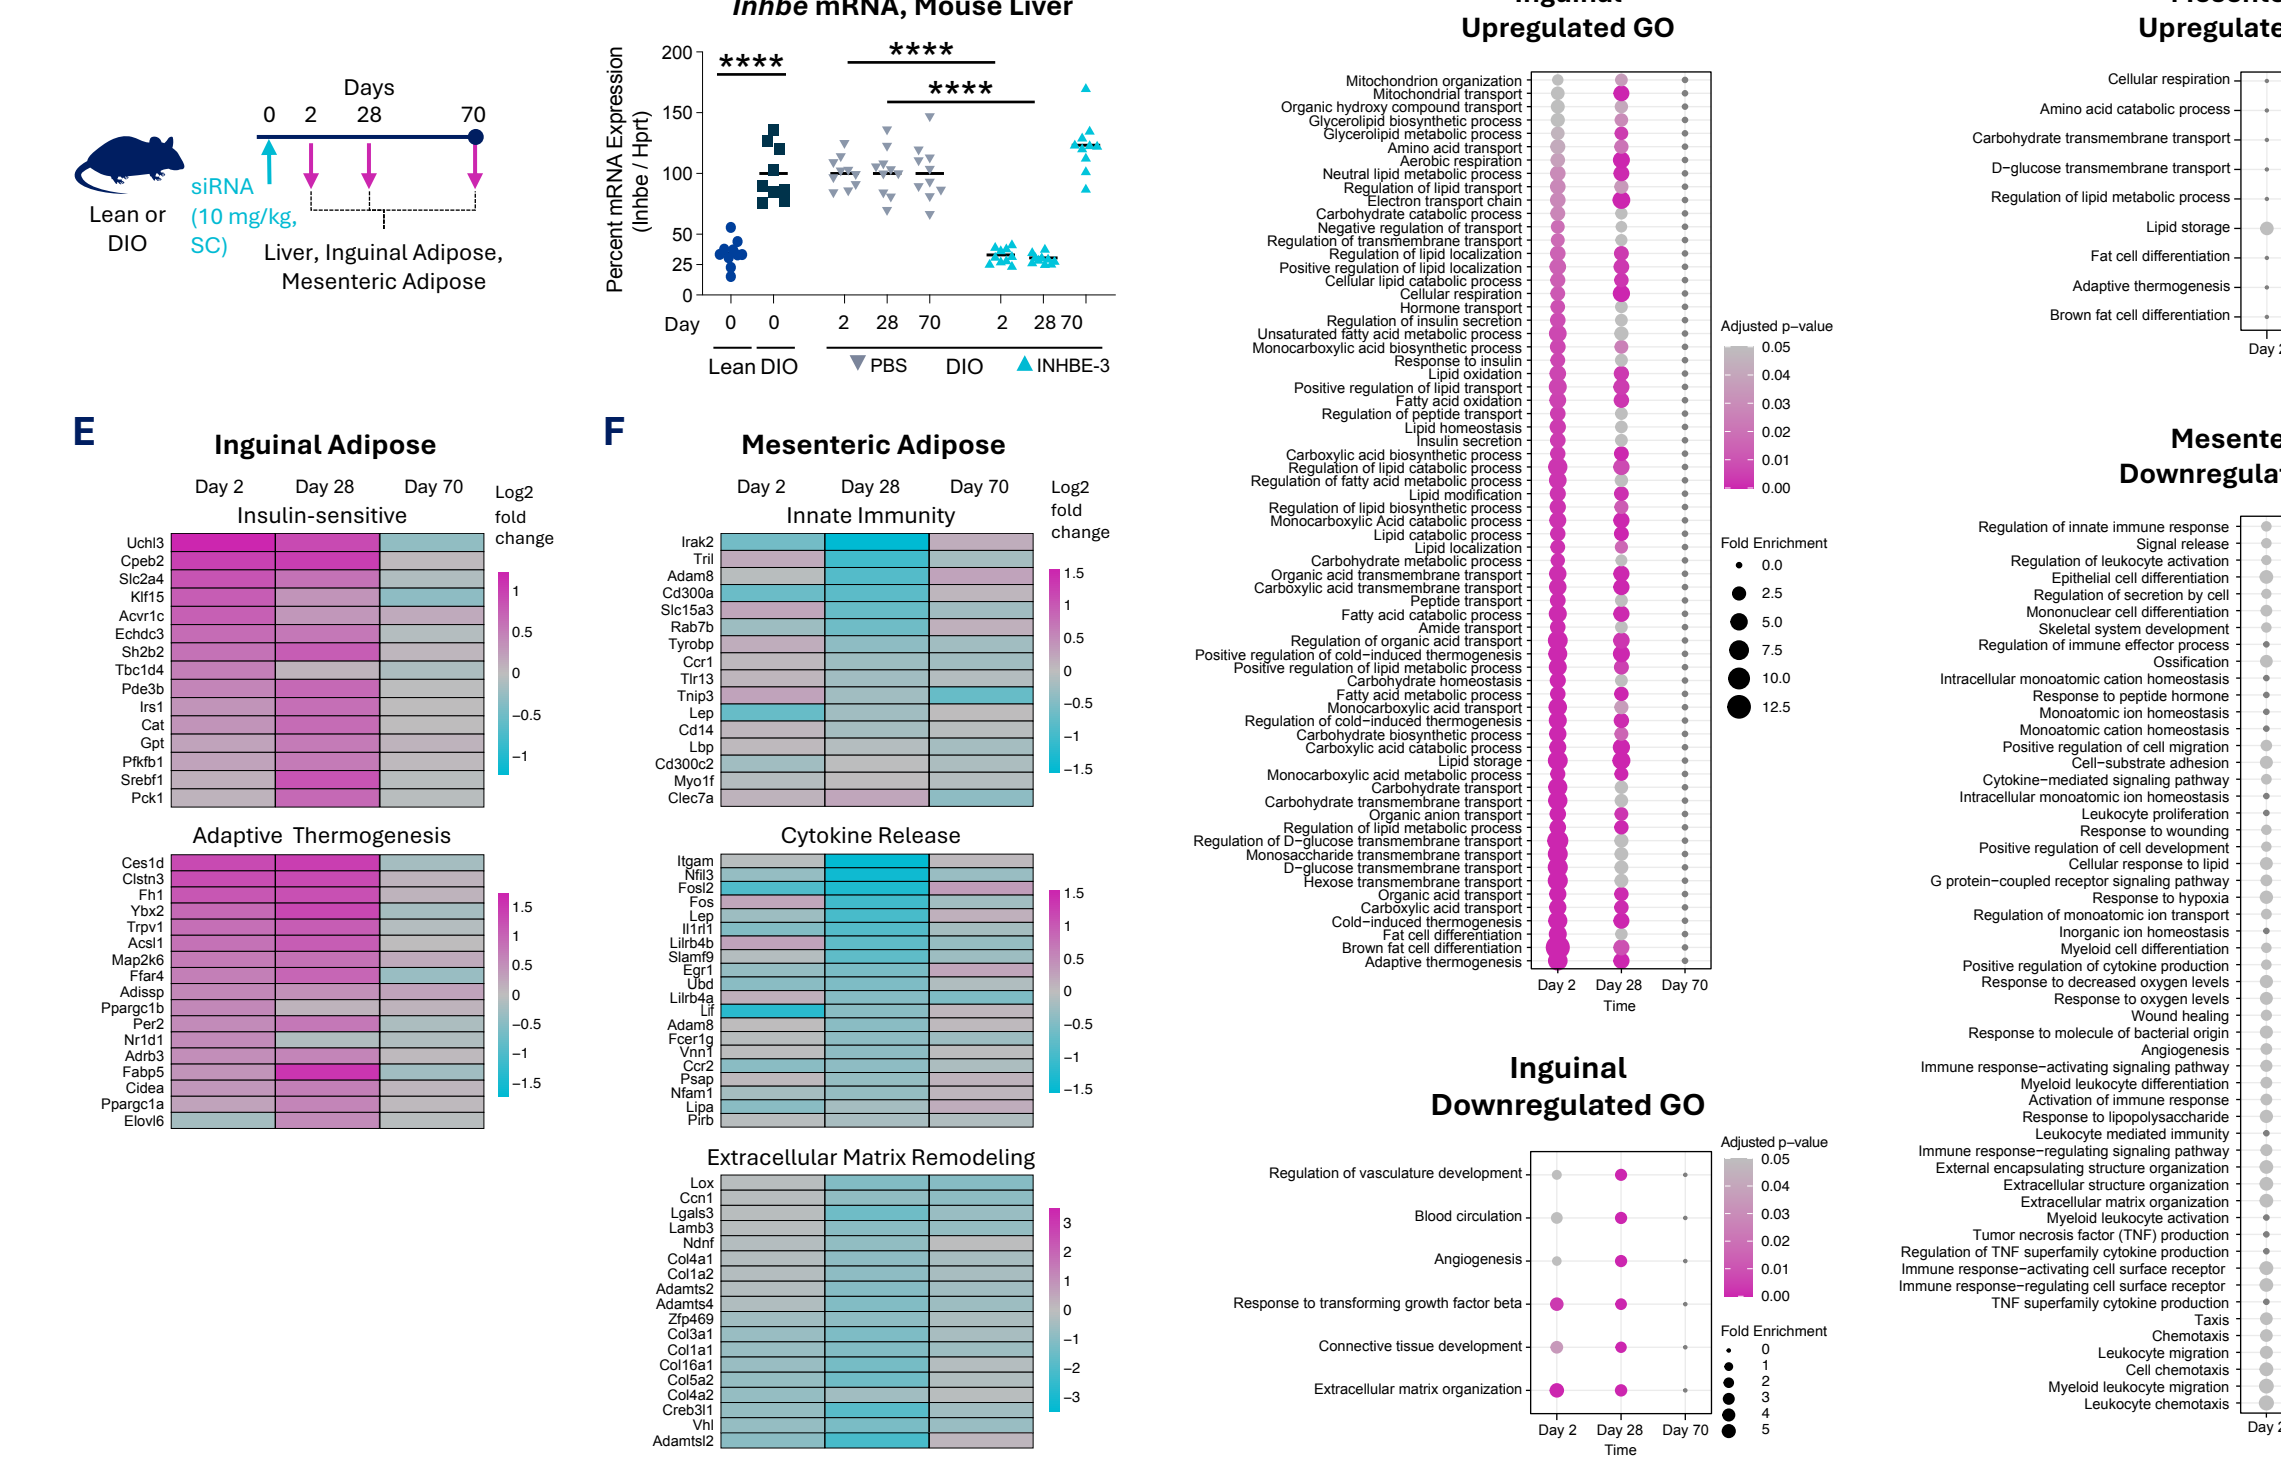 Days
0 2 28 70
siRNA
(10 mg/kg,
SC)
Lean or
DIO
Liver, Inguinal Adipose,
Mesenteric Adipose
Inhbe mRNA, Mouse Liver
Percent mRNA Expression
(Inhbe / Hprt)
200
150
100
50
25
0
****
****
****
Day 0 0 2 28 70 2 28 70
Lean DIO PBS DIO INHBE-3
E
Inguinal Adipose
Day 2 Day 28 Day 70
Log2
fold
change
Insulin-sensitive
Uchl3
Cpeb2
Slc2a4
Klf15
Acvr1c
Echdc3
Sh2b2
Tbc1d4
Pde3b
Irs1
Cat
Gpt
Pfkfb1
Srebf1
Pck1
1
0.5
0
−0.5
−1
Adaptive Thermogenesis
Ces1d
Clstn3
Fh1
Ybx2
Trpv1
Acsl1
Map2k6
Ffar4
Adissp
Ppargc1b
Per2
Nr1d1
Adrb3
Fabp5
Cidea
Ppargc1a
Elovl6
1.5
1
0.5
0
−0.5
−1
−1.5
F
Mesenteric Adipose
Day 2 Day 28 Day 70
Log2
fold
change
Innate Immunity
Irak2
Tril
Adam8
Cd300a
Slc15a3
Rab7b
Tyrobp
Ccr1
Tlr13
Tnip3
Lep
Cd14
Lbp
Cd300c2
Myo1f
Clec7a
1.5
1
0.5
0
−0.5
−1
−1.5
Cytokine Release
Itgam
Nfil3
Fosl2
Fos
Lep
Il1rl1
Lilrb4b
Slamf9
Egr1
Ubd
Lilrb4a
Lif
Adam8
Fcer1g
Vnn1
Ccr2
Psap
Nfam1
Lipa
Pirb
1.5
1
0.5
0
−0.5
−1
−1.5
Extracellular Matrix Remodeling
Lox
Ccn1
Lgals3
Lamb3
Ndnf
Col4a1
Col1a2
Adamts2
Adamts4
Zfp469
Col3a1
Col1a1
Col16a1
Col5a2
Col4a2
Creb3l1
Vhl
Adamtsl2
3
2
1
0
−1
−2
−3
Inguinal
Upregulated GO
Mitochondrion organization
Mitochondrial transport
Organic hydroxy compound transport
Glycerolipid biosynthetic process
Glycerolipid metabolic process
Amino acid transport
Aerobic respiration
Neutral lipid metabolic process
Regulation of lipid transport
Electron transport chain
Carbohydrate catabolic process
Negative regulation of transport
Regulation of transmembrane transport
Regulation of lipid localization
Positive regulation of lipid localization
Cellular lipid catabolic process
Cellular respiration
Hormone transport
Regulation of insulin secretion
Unsaturated fatty acid metabolic process
Monocarboxylic acid biosynthetic process
Response to insulin
Lipid oxidation
Positive regulation of lipid transport
Fatty acid oxidation
Regulation of peptide transport
Lipid homeostasis
Insulin secretion
Carboxylic acid biosynthetic process
Regulation of lipid catabolic process
Regulation of fatty acid metabolic process
Lipid modification
Regulation of lipid biosynthetic process
Monocarboxylic Acid catabolic process
Lipid catabolic process
Lipid localization
Carbohydrate metabolic process
Organic acid transmembrane transport
Carboxylic acid transmembrane transport
Peptide transport
Fatty acid catabolic process
Amide transport
Regulation of organic acid transport
Positive regulation of cold−induced thermogenesis
Positive regulation of lipid metabolic process
Carbohydrate homeostasis
Fatty acid metabolic process
Monocarboxylic acid transport
Regulation of cold−induced thermogenesis
Carbohydrate biosynthetic process
Carboxylic acid catabolic process
Lipid storage
Monocarboxylic acid metabolic process
Carbohydrate transport
Carbohydrate transmembrane transport
Organic anion transport
Regulation of lipid metabolic process
Regulation of D−glucose transmembrane transport
Monosaccharide transmembrane transport
D−glucose transmembrane transport
Hexose transmembrane transport
Organic acid transport
Carboxylic acid transport
Cold−induced thermogenesis
Fat cell differentiation
Brown fat cell differentiation
Adaptive thermogenesis
Day 2 Day 28 Day 70
Time
Adjusted p−value
0.05
0.04
0.03
0.02
0.01
0.00
Fold Enrichment
0.0
2.5
5.0
7.5
10.0
12.5
Inguinal
Downregulated GO
Regulation of vasculature development
Blood circulation
Angiogenesis
Response to transforming growth factor beta
Connective tissue development
Extracellular matrix organization
Day 2 Day 28 Day 70
Time
Adjusted p−value
0.05
0.04
0.03
0.02
0.01
0.00
Fold Enrichment
0
1
2
3
4
5
Mesente
Upregulate
Cellular respiration
Amino acid catabolic process
Carbohydrate transmembrane transport
D−glucose transmembrane transport
Regulation of lipid metabolic process
Lipid storage
Fat cell differentiation
Adaptive thermogenesis
Brown fat cell differentiation
Day 2
Mesente
Downregulat
Regulation of innate immune response
Signal release
Regulation of leukocyte activation
Epithelial cell differentiation
Regulation of secretion by cell
Mononuclear cell differentiation
Skeletal system development
Regulation of immune effector process
Ossification
Intracellular monoatomic cation homeostasis
Response to peptide hormone
Monoatomic ion homeostasis
Monoatomic cation homeostasis
Positive regulation of cell migration
Cell−substrate adhesion
Cytokine−mediated signaling pathway
Intracellular monoatomic ion homeostasis
Leukocyte proliferation
Response to wounding
Positive regulation of cell development
Cellular response to lipid
G protein−coupled receptor signaling pathway
Response to hypoxia
Regulation of monoatomic ion transport
Inorganic ion homeostasis
Myeloid cell differentiation
Positive regulation of cytokine production
Response to decreased oxygen levels
Response to oxygen levels
Wound healing
Response to molecule of bacterial origin
Angiogenesis
Immune response−activating signaling pathway
Myeloid leukocyte differentiation
Activation of immune response
Response to lipopolysaccharide
Leukocyte mediated immunity
Immune response−regulating signaling pathway
External encapsulating structure organization
Extracellular structure organization
Extracellular matrix organization
Myeloid leukocyte activation
Tumor necrosis factor (TNF) production
Regulation of TNF superfamily cytokine production
Immune response−activating cell surface receptor
Immune response−regulating cell surface receptor
TNF superfamily cytokine production
Taxis
Chemotaxis
Leukocyte migration
Cell chemotaxis
Myeloid leukocyte migration
Leukocyte chemotaxis
Day 2